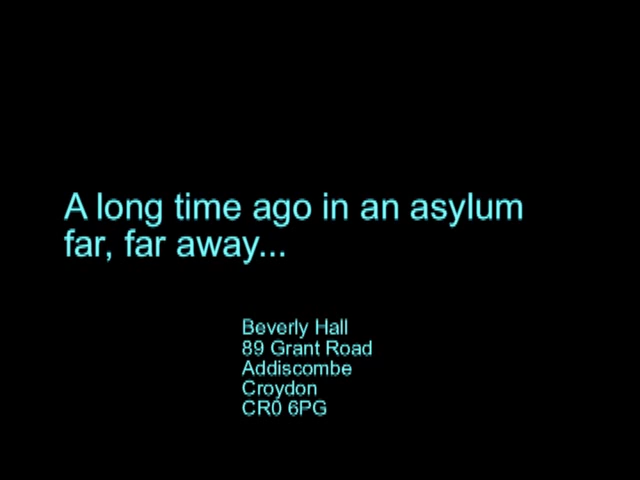 A long time ago in an asylum
far, far away...
Beverly Hall
89 Grant Road
Addiscombe
Croydon
CR0 6PG